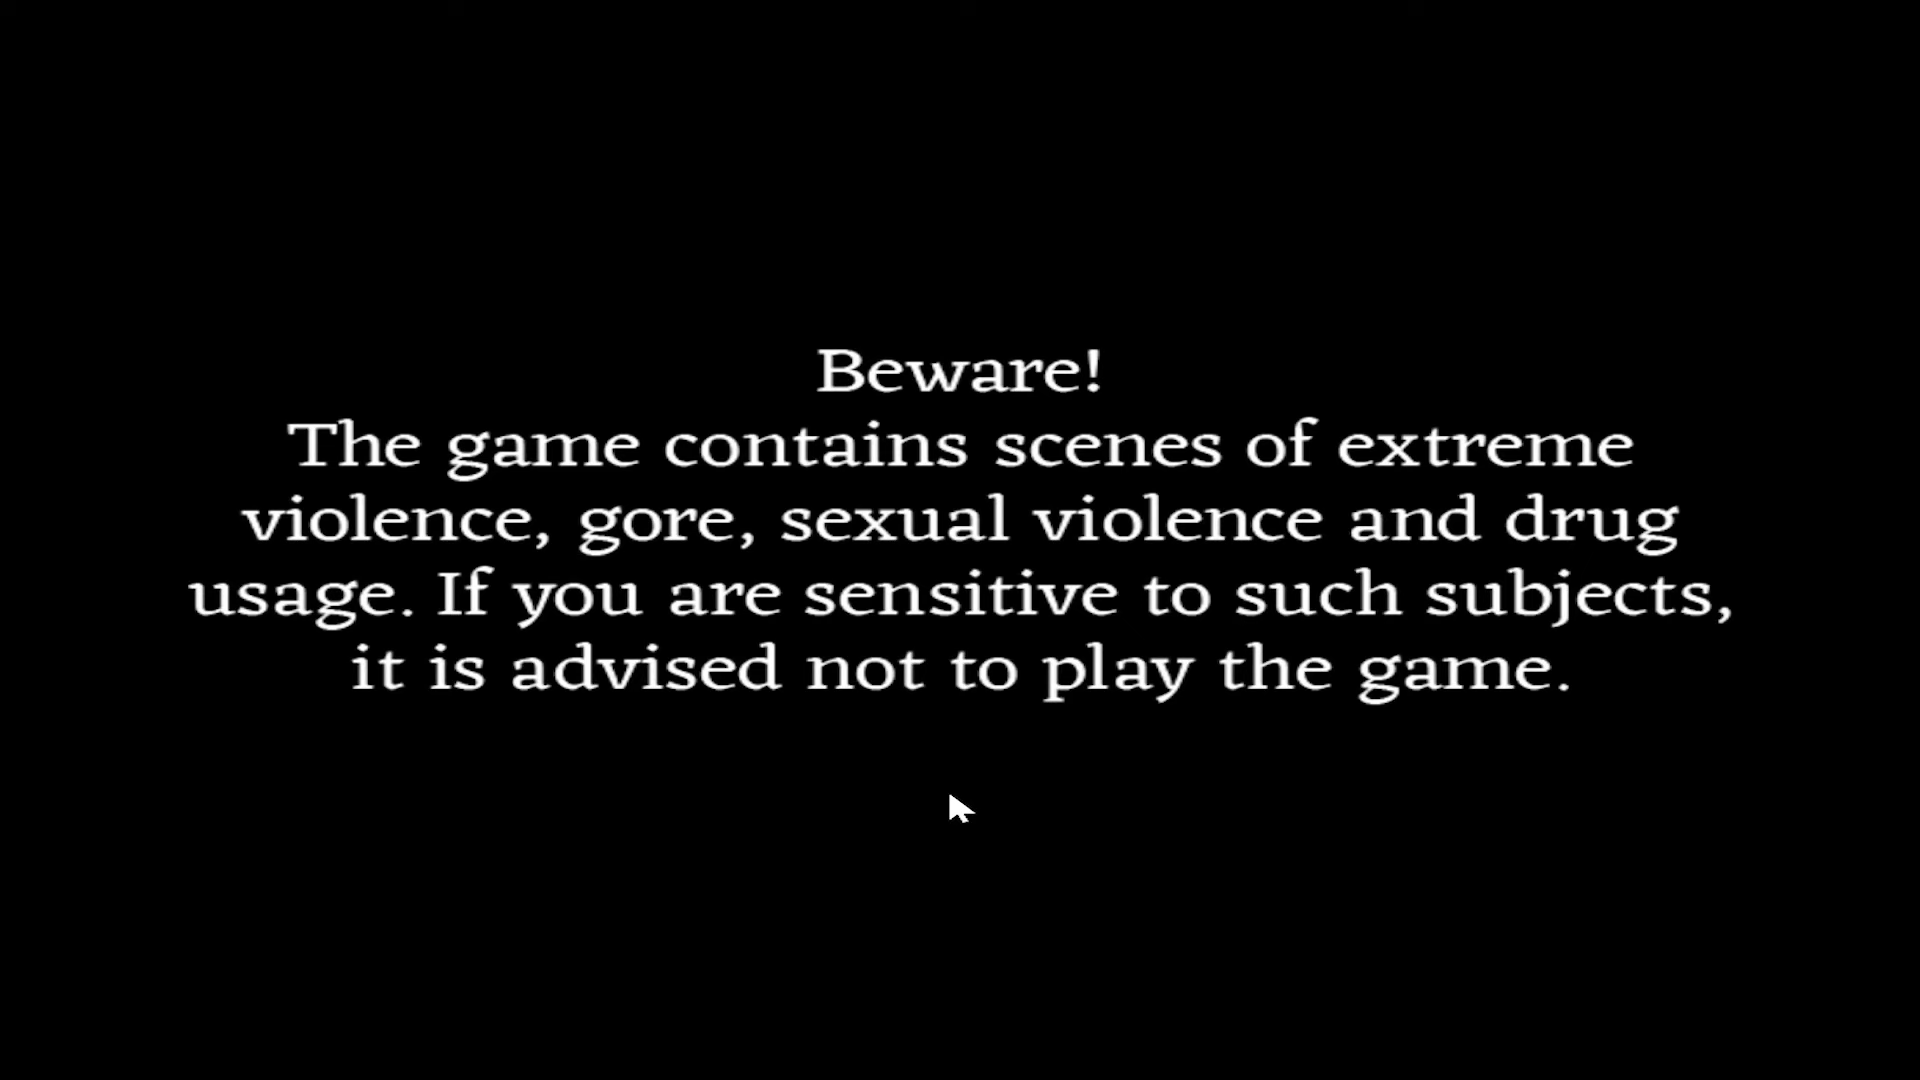 Beware!
The game contains scenes of extreme
violence, gore, sexual violence and drug
usage. If you are sensitive to such subjects,
it is advised not to play the game.